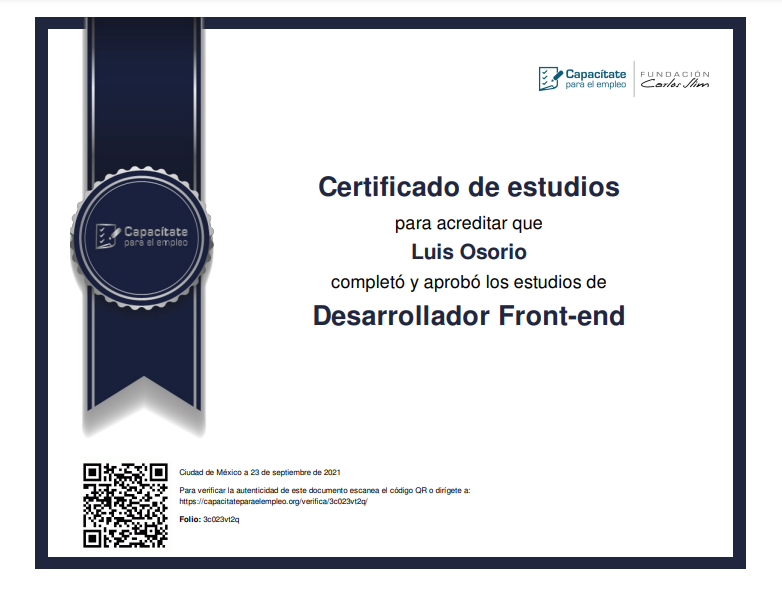 Capacítate
para el empleo
FUNDACIÓN
Carlos Slim
Certificado de estudios
para acreditar que
Luis Osorio
completó y aprobó los estudios de
Desarrollador Front-end
Capacítate
para el empleo
Ciudad de México a 23 de septiembre de 2021
Para verificar la autenticidad de este documento escanea el código QR o dirígete a:
https://capacitateparaelempleo.org/verifica/3c023vt2q/
Folio: 3c023vt2q